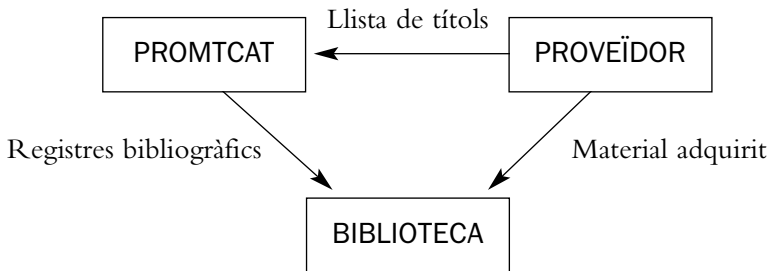 Llista de títols
PROMTCAT
PROVEÏDOR
Registres bibliogràfics
Material adquirit
BIBLIOTECA